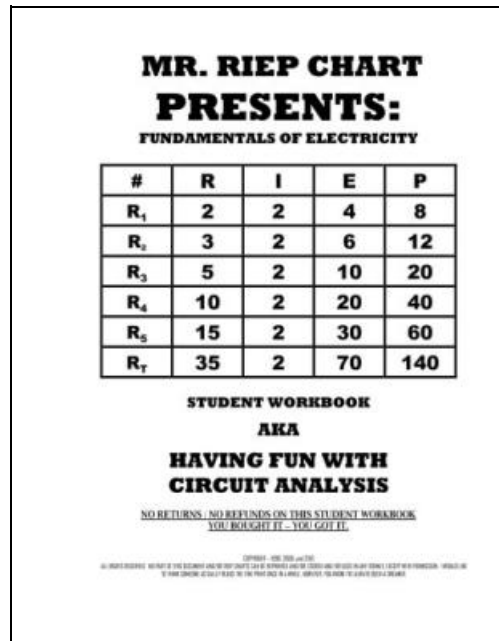 MR. RIEP CHART
PRESENTS:
FUNDAMENTALS OF ELECTRICITY
# R I E P
R₁ 2 2 4 8
R₂ 3 2 6 12
R₃ 5 2 10 20
R₄ 10 2 20 40
R₅ 15 2 30 60
R_T 35 2 70 140
STUDENT WORKBOOK
AKA
HAVING FUN WITH
CIRCUIT ANALYSIS
NO RETURNS / NO REFUNDS ON THIS STUDENT WORKBOOK
YOU BOUGHT IT – YOU GOT IT.